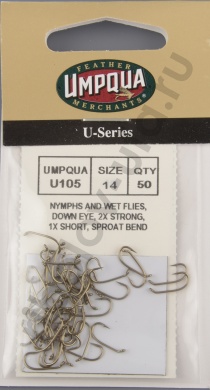 FEATHER
UMPQUA
MERCHANTS
U-Series
UMPQUA SIZE QTY
U105 14 50
NYMPHS AND WET FLIES,
DOWN EYE, 2X STRONG,
1X SHORT, SPROAT BEND